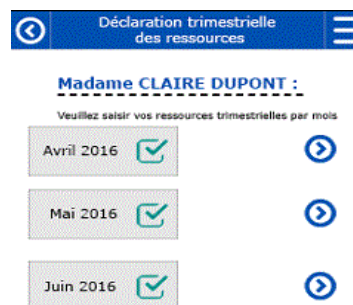 Déclaration trimestrielle
des ressources
Madame CLAIRE DUPONT :
Veuillez saisir vos ressources trimestrielles par mois
Avril 2016
Mai 2016
Juin 2016